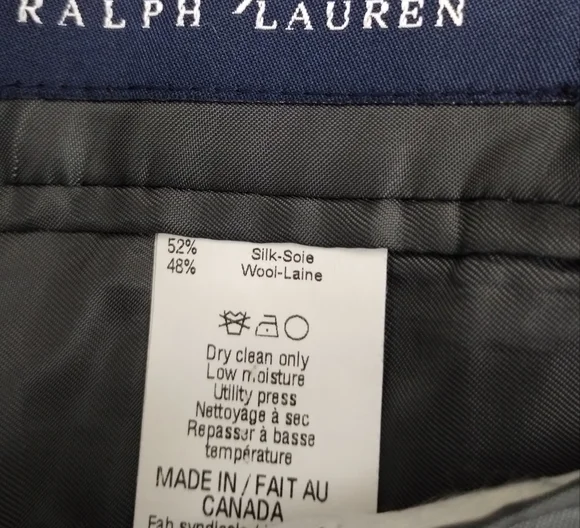 RALPH LAUREN
52% Silk-Soie
48% Wool-Laine
Dry clean only
Low moisture
Utility press
Nettoyage à sec
Repasser à basse
température
MADE IN / FAIT AU
CANADA
Fab